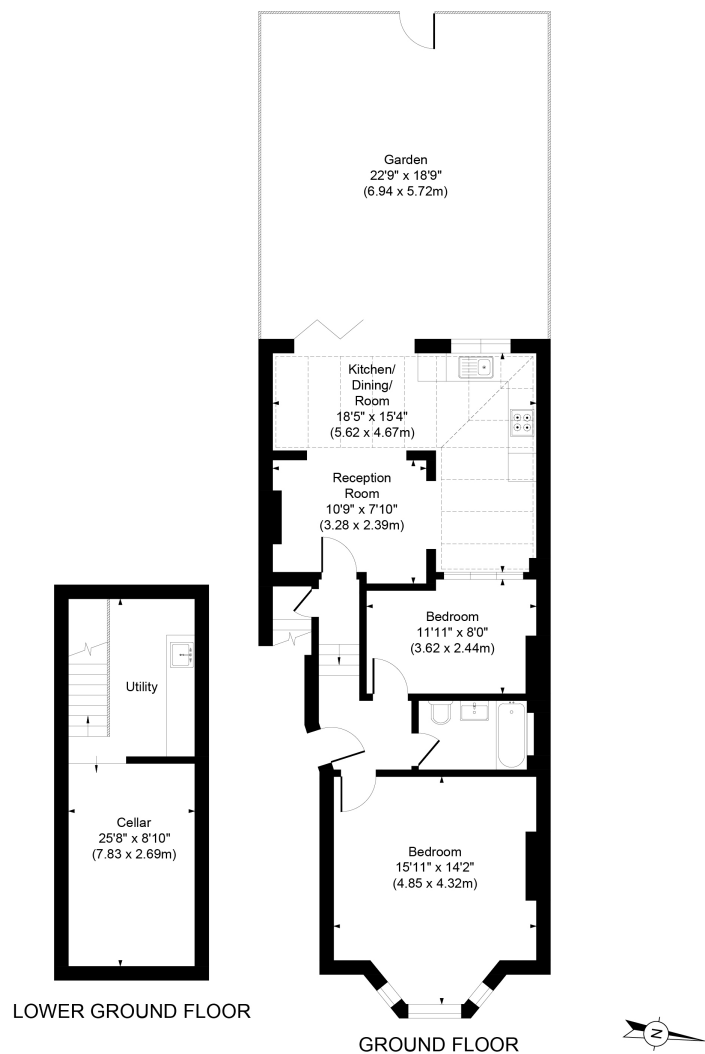 Garden
22'9" x 18'9"
(6.94 x 5.72m)
Kitchen/
Dining/
Room
18'5" x 15'4"
(5.62 x 4.67m)
Reception
Room
10'9" x 7'10"
(3.28 x 2.39m)
Bedroom
11'11" x 8'0"
(3.62 x 2.44m)
Utility
Cellar
25'8" x 8'10"
(7.83 x 2.69m)
Bedroom
15'11" x 14'2"
(4.85 x 4.32m)
LOWER GROUND FLOOR
GROUND FLOOR
N